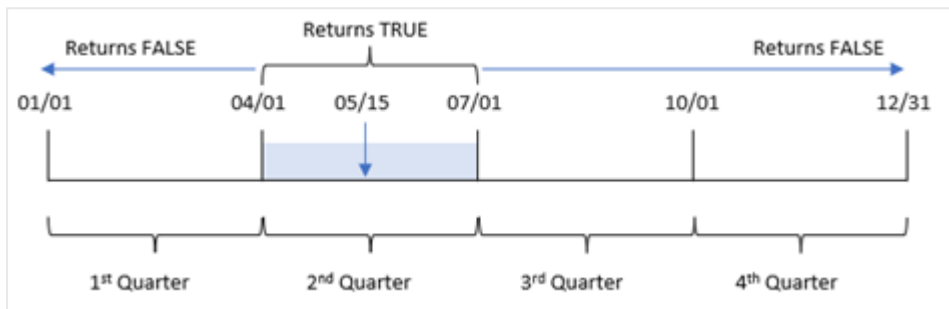 Returns TRUE
Returns FALSE
Returns FALSE
01/01
04/01
05/15
07/01
10/01
12/31
1st Quarter
2nd Quarter
3rd Quarter
4th Quarter